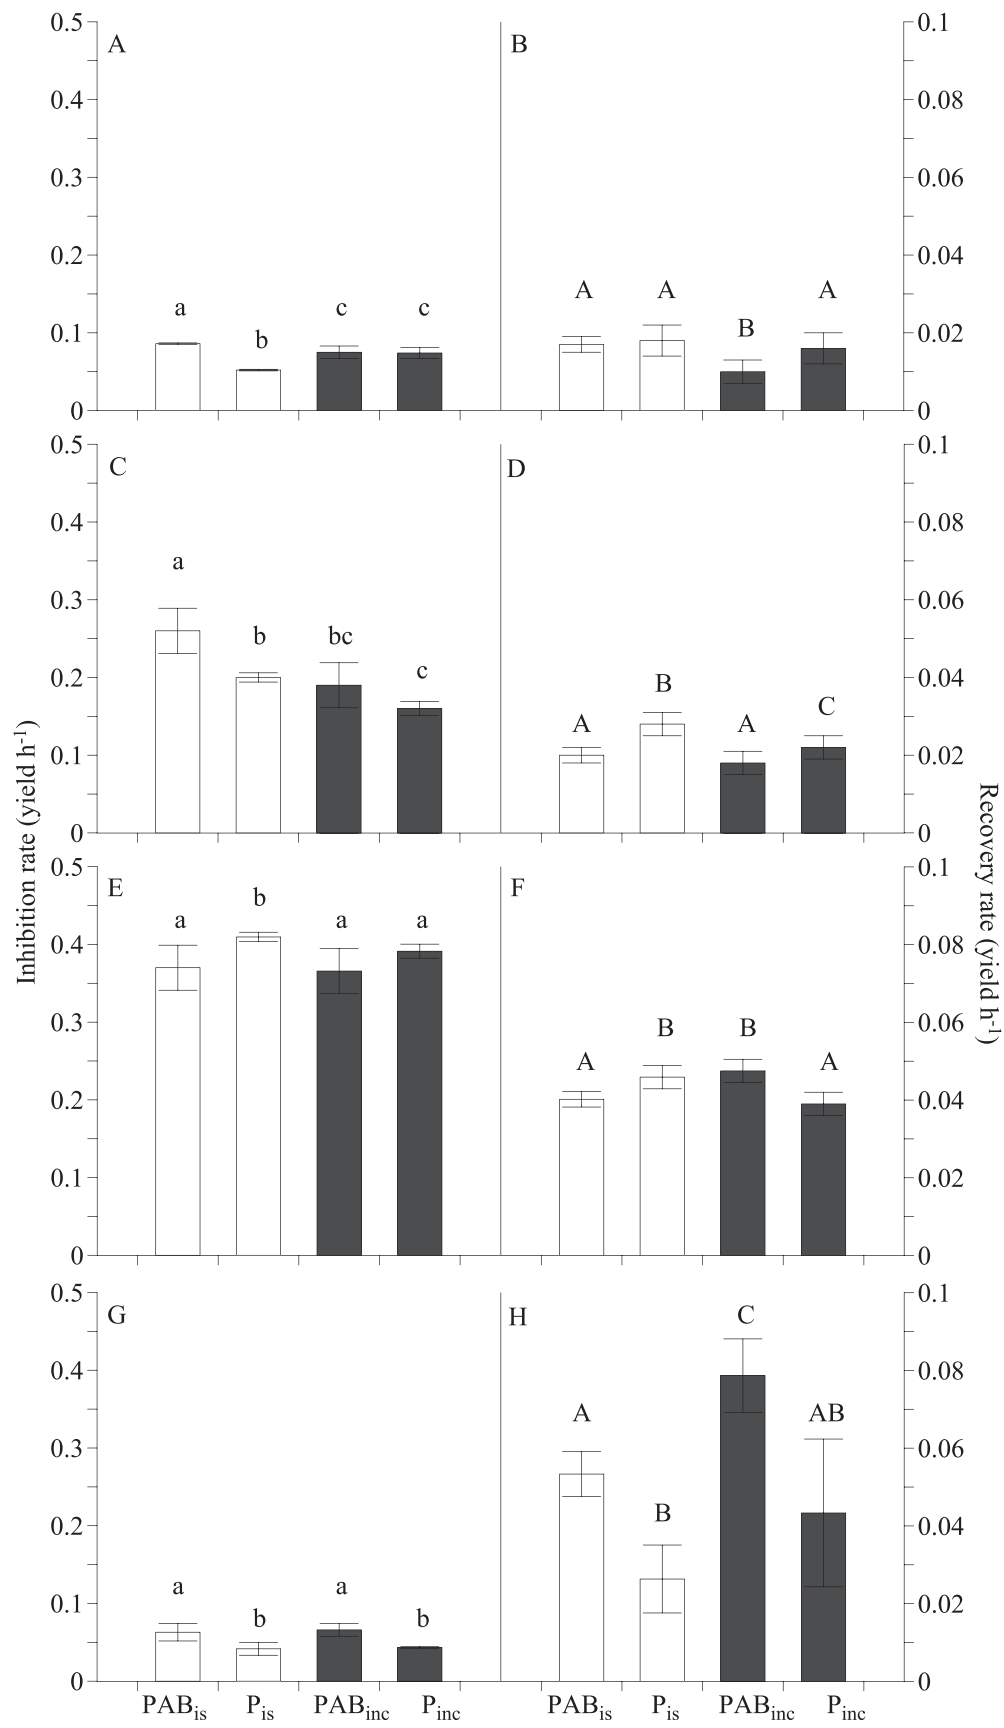 0.5
0.4
0.3
0.2
0.1
0
A
a
b
c
c
B
A
A
B
A
0.1
0.08
0.06
0.04
0.02
0
0.5
0.4
0.3
0.2
0.1
0
C
a
b
bc
c
D
A
B
A
C
0.1
0.08
0.06
0.04
0.02
0
Inhibition rate (yield h-1)
Recovery rate (yield h-1)
0.5
0.4
0.3
0.2
0.1
0
E
a
b
a
a
F
A
B
B
A
0.1
0.08
0.06
0.04
0.02
0
0.5
0.4
0.3
0.2
0.1
0
G
a
b
a
b
H
A
B
C
AB
0.1
0.08
0.06
0.04
0.02
0
PABis Pis PABinc Pinc PABis Pis PABinc Pinc